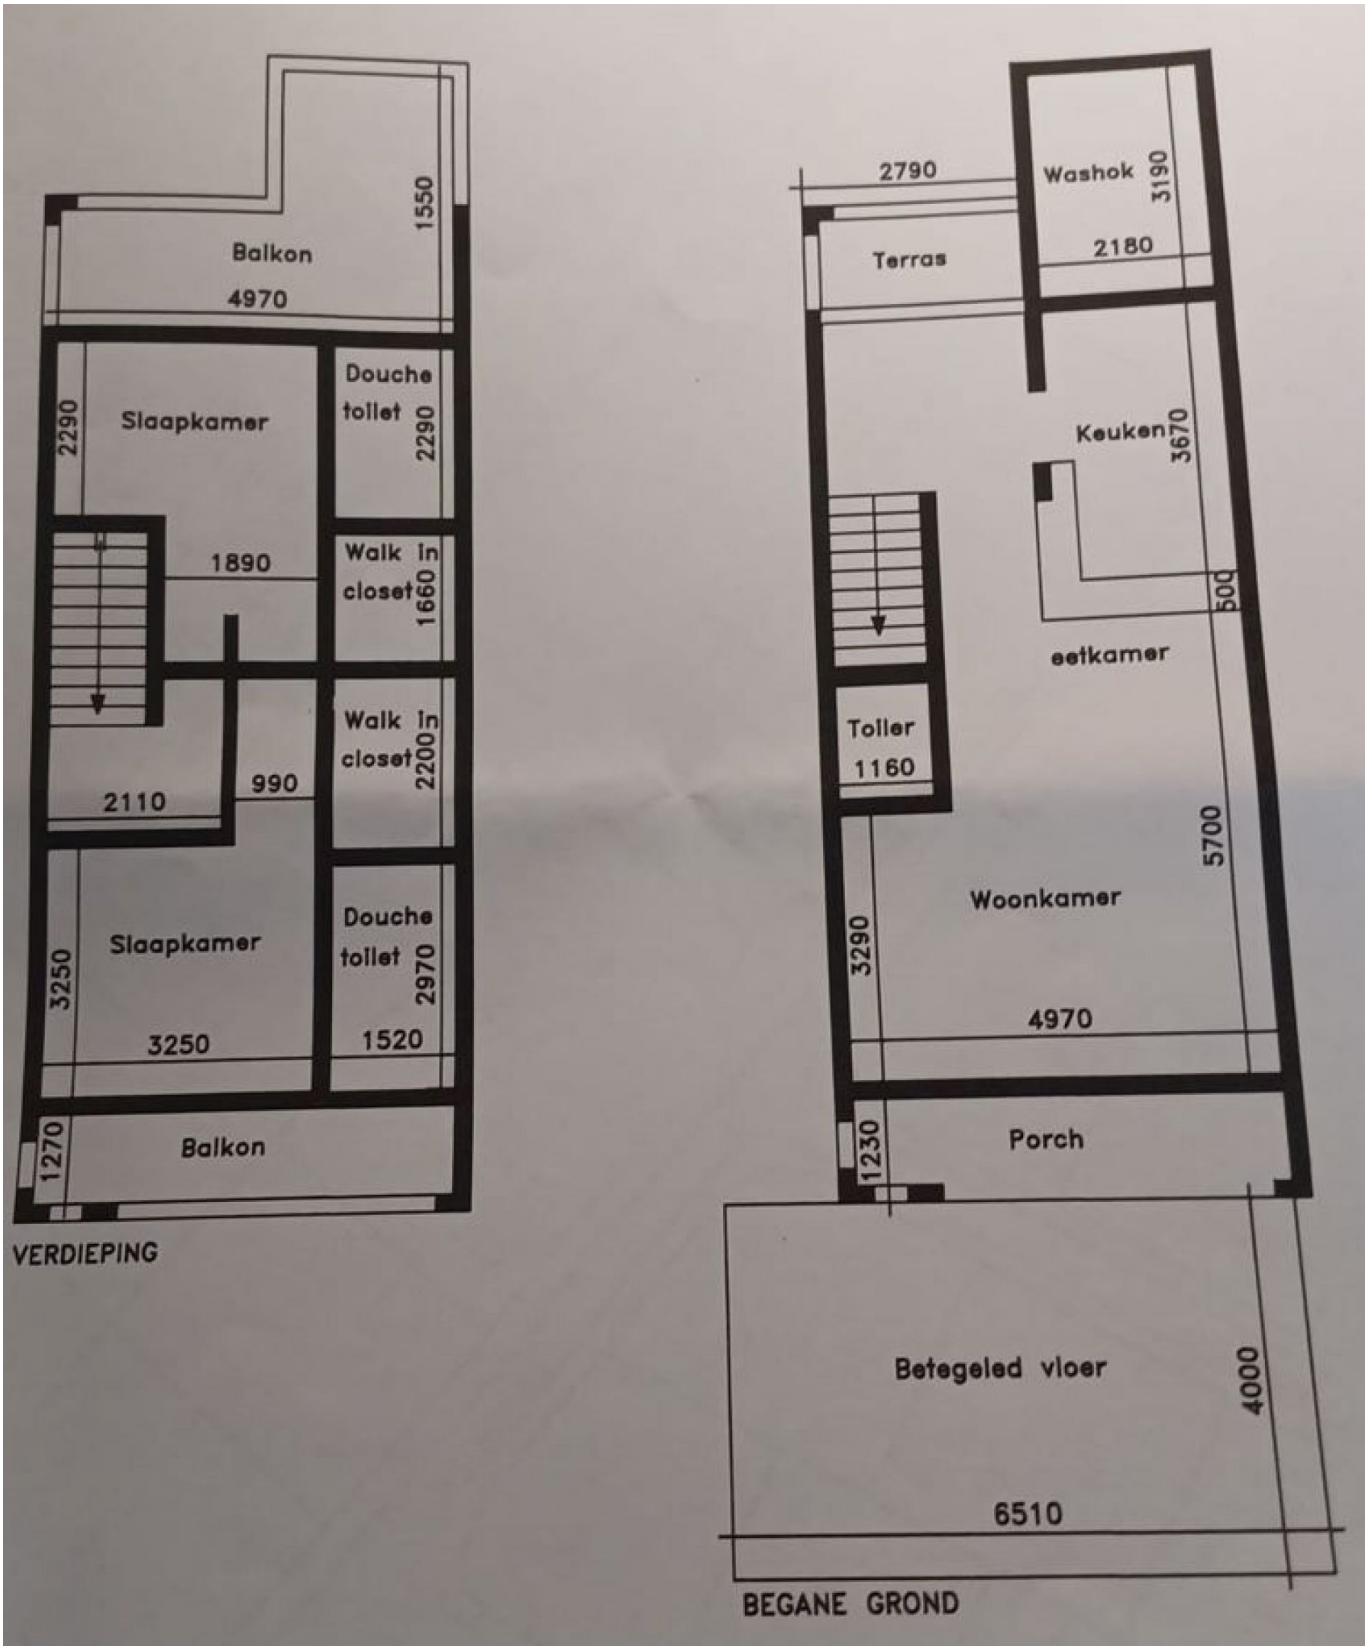 1550
Balkon
4970
Douche
toilet
2290
Slaapkamer
2290
Walk in
closet
1660
1890
Walk in
closet
2200
990
2110
Douche
toilet
2970
Slaapkamer
3250
3250
1520
Balkon
1270
VERDIEPING
2790
Washok
3190
2180
Terras
Keuken
3670
500
eetkamer
Toiler
1160
5700
Woonkamer
3290
4970
Porch
1230
Betegeled vloer
4000
6510
BEGANE GROND